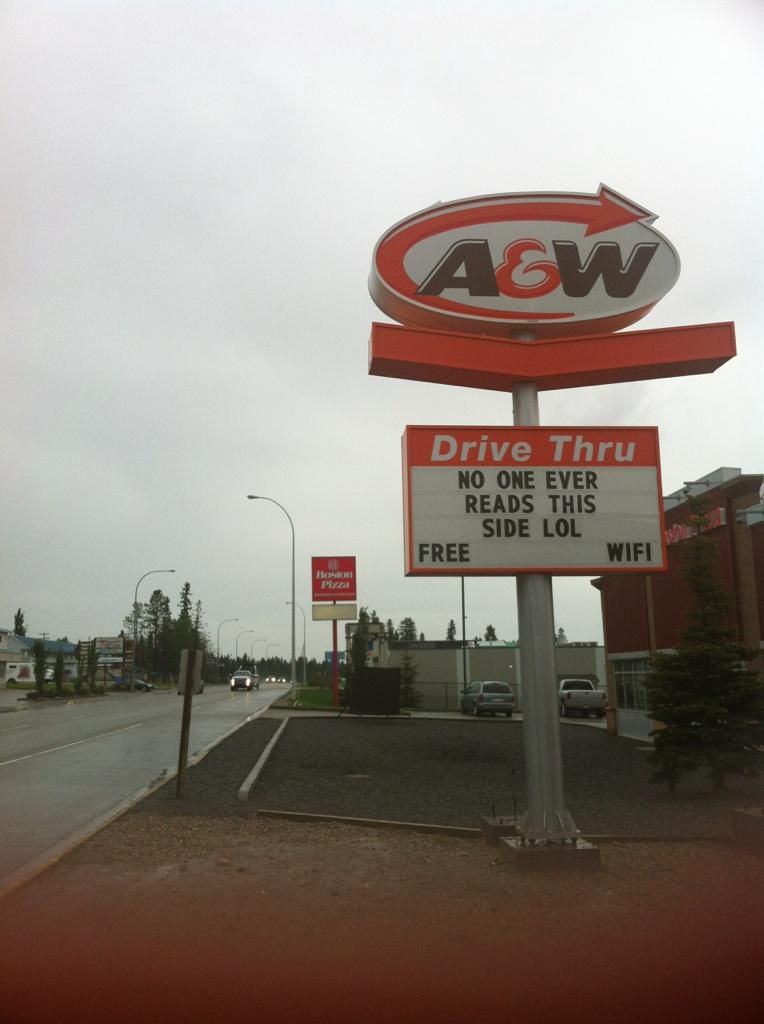 A&W
Drive Thru
NO ONE EVER
READS THIS
SIDE LOL
FREE WIFI
Boston
Pizza